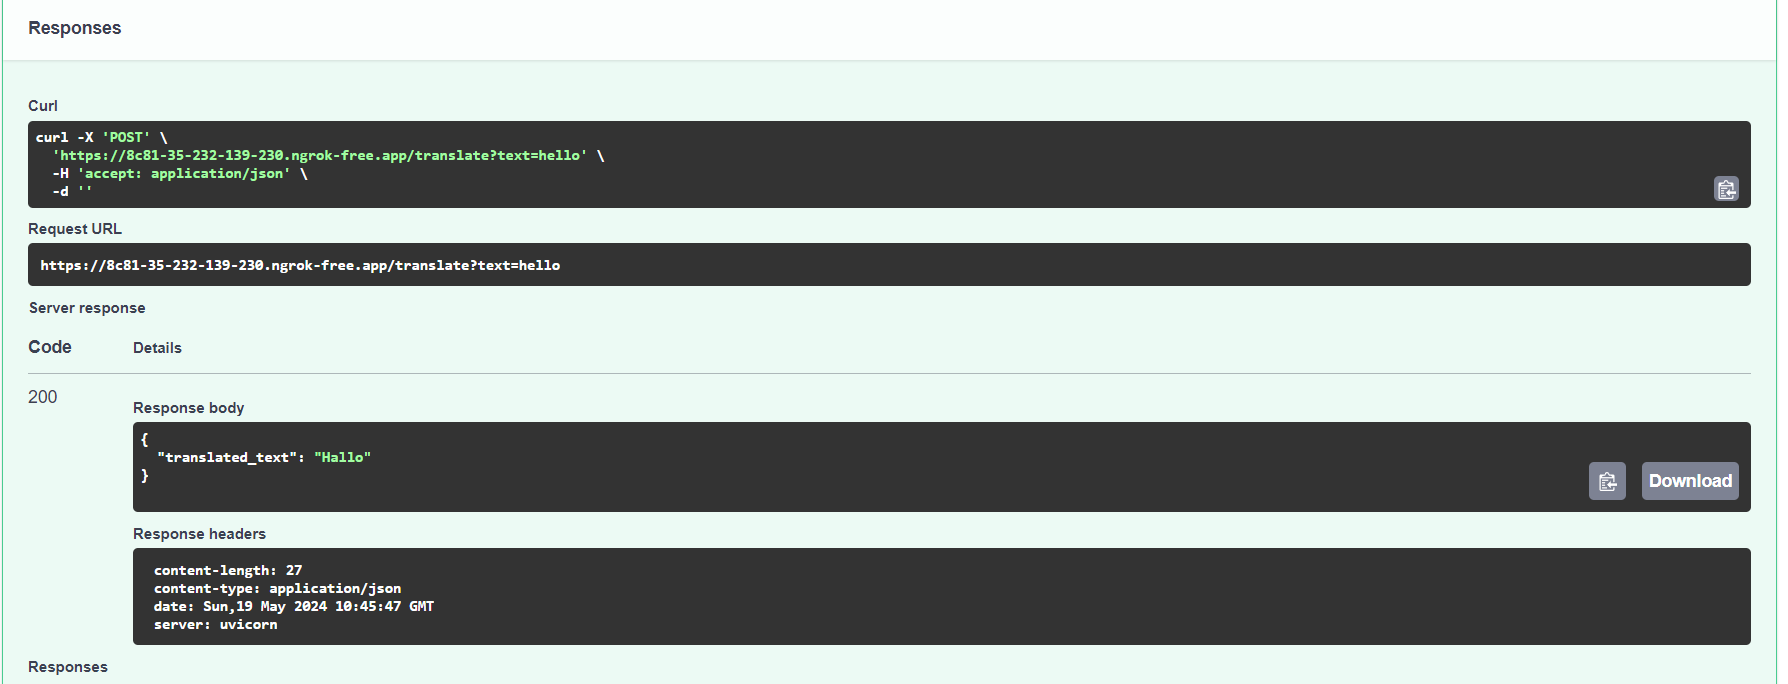 Responses
Curl
curl -X 'POST' \
'https://8c81-35-232-139-230.ngrok-free.app/translate?text=hello' \
-H 'accept: application/json' \
-d ''
Request URL
https://8c81-35-232-139-230.ngrok-free.app/translate?text=hello
Server response
Code Details
200
Response body
{
"translated_text": "Hallo"
}
Download
Response headers
content-length: 27
content-type: application/json
date: Sun,19 May 2024 10:45:47 GMT
server: uvicorn
Responses